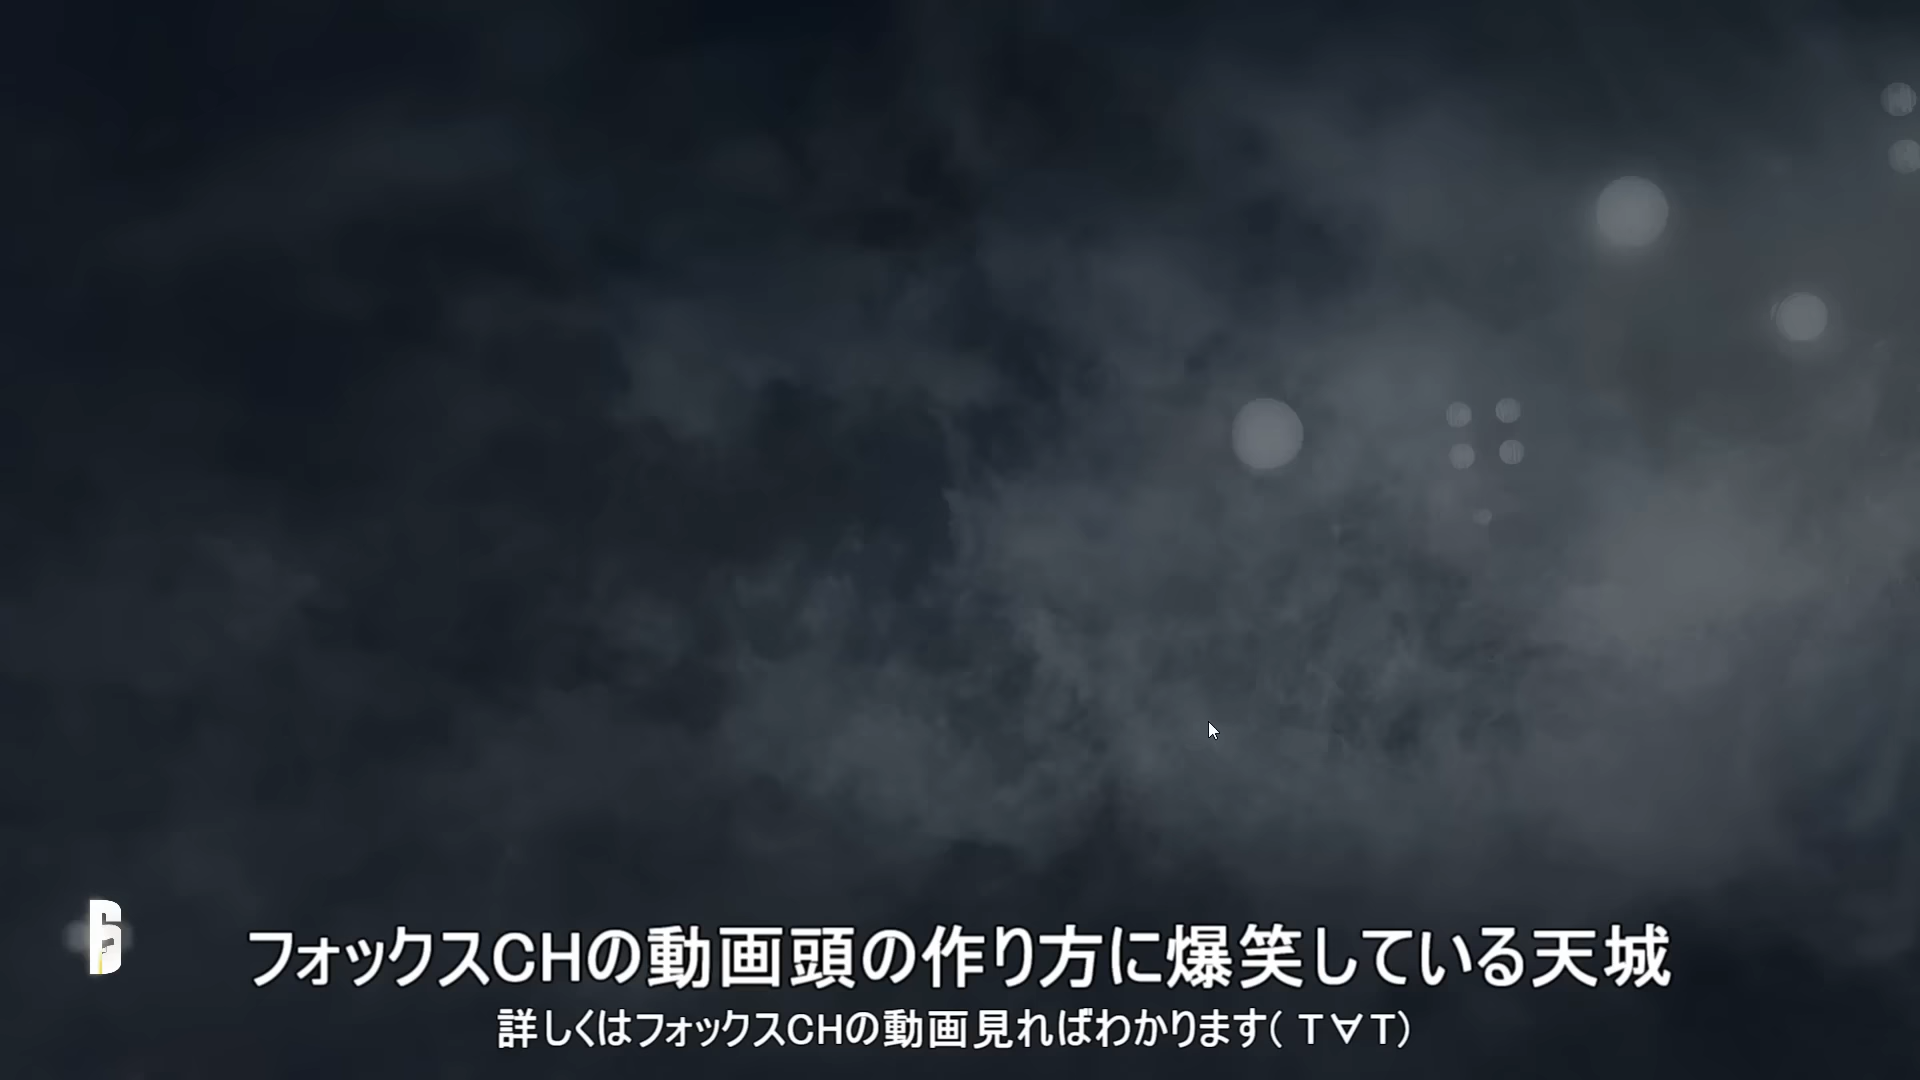 フォックスCHの動画頭の作り方に爆笑している天城
詳しくはフォックスCHの動画見ればわかります( T∀T)
6